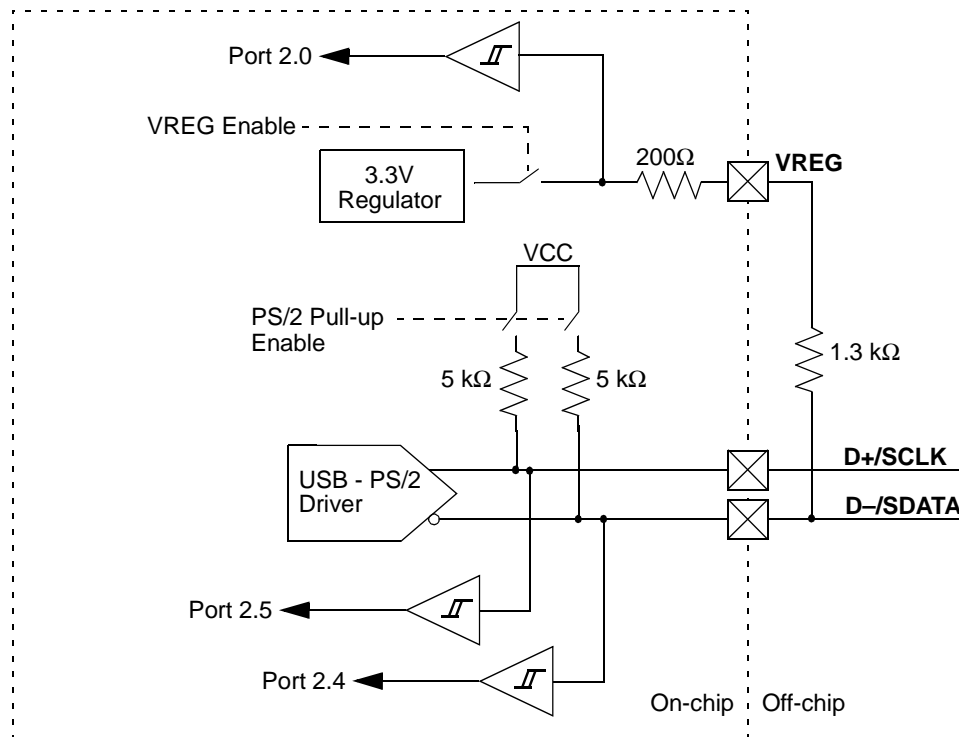 Port 2.0
VREG Enable
200Ω
VREG
3.3V
Regulator
VCC
PS/2 Pull-up
Enable
1.3 kΩ
5 kΩ
5 kΩ
D+/SCLK
USB - PS/2
Driver
D–/SDATA
Port 2.5
Port 2.4
On-chip
Off-chip